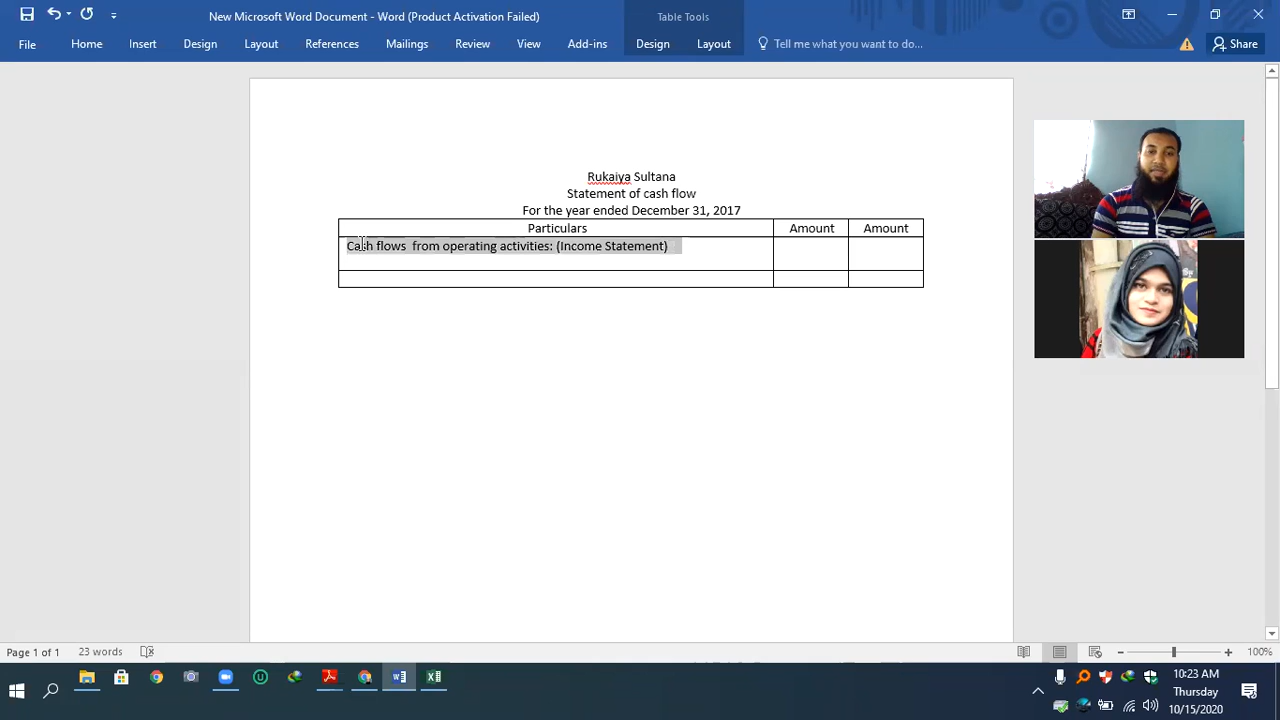 New Microsoft Word Document - Word (Product Activation Failed)
Table Tools
File Home Insert Design Layout References Mailings Review View Add-ins Design Layout Tell me what you want to do... Share
Rukaiya Sultana
Statement of cash flow
For the year ended December 31, 2017
Particulars Amount Amount
Cash flows from operating activities: (Income Statement)
Page 1 of 1 23 words 100%
10:23 AM
Thursday
10/15/2020